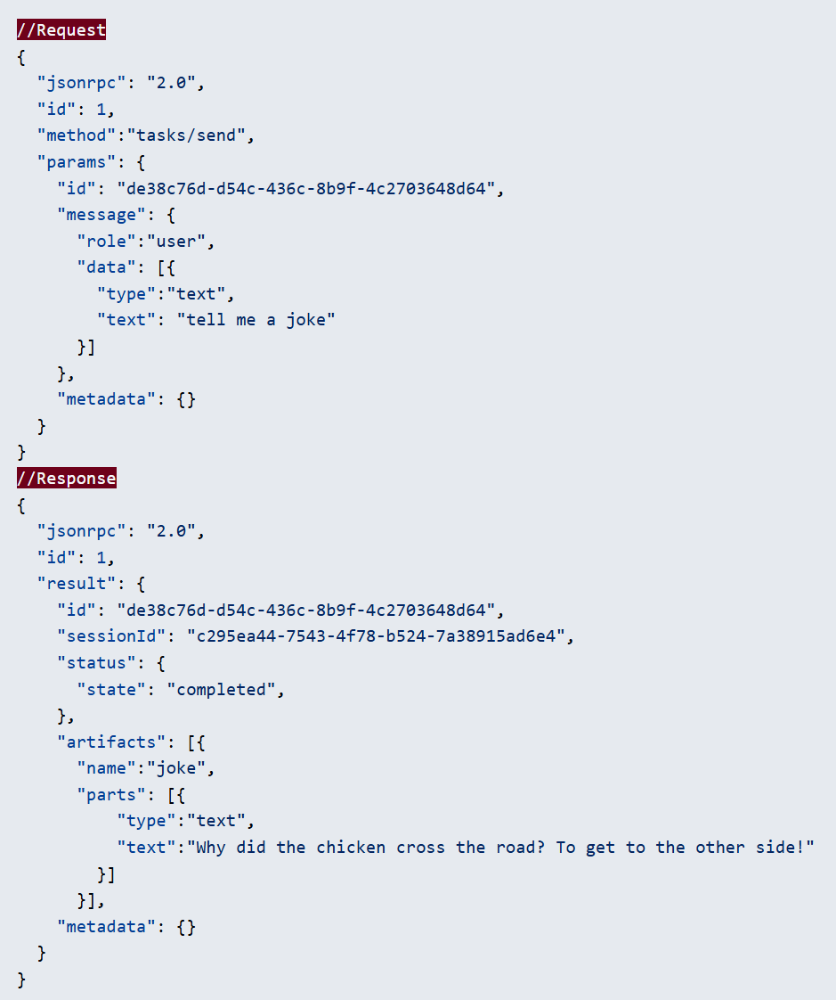 //Request
{
  "jsonrpc": "2.0",
  "id": 1,
  "method":"tasks/send",
  "params": {
    "id": "de38c76d-d54c-436c-8b9f-4c2703648d64",
    "message": {
      "role":"user",
      "data": [{
        "type":"text",
        "text": "tell me a joke"
      }]
    },
    "metadata": {}
  }
}
//Response
{
  "jsonrpc": "2.0",
  "id": 1,
  "result": {
    "id": "de38c76d-d54c-436c-8b9f-4c2703648d64",
    "sessionId": "c295ea44-7543-4f78-b524-7a38915ad6e4",
    "status": {
      "state": "completed",
    },
    "artifacts": [{
      "name":"joke",
      "parts": [{
          "type":"text",
          "text":"Why did the chicken cross the road? To get to the other side!"
        }]
      }],
    "metadata": {}
  }
}